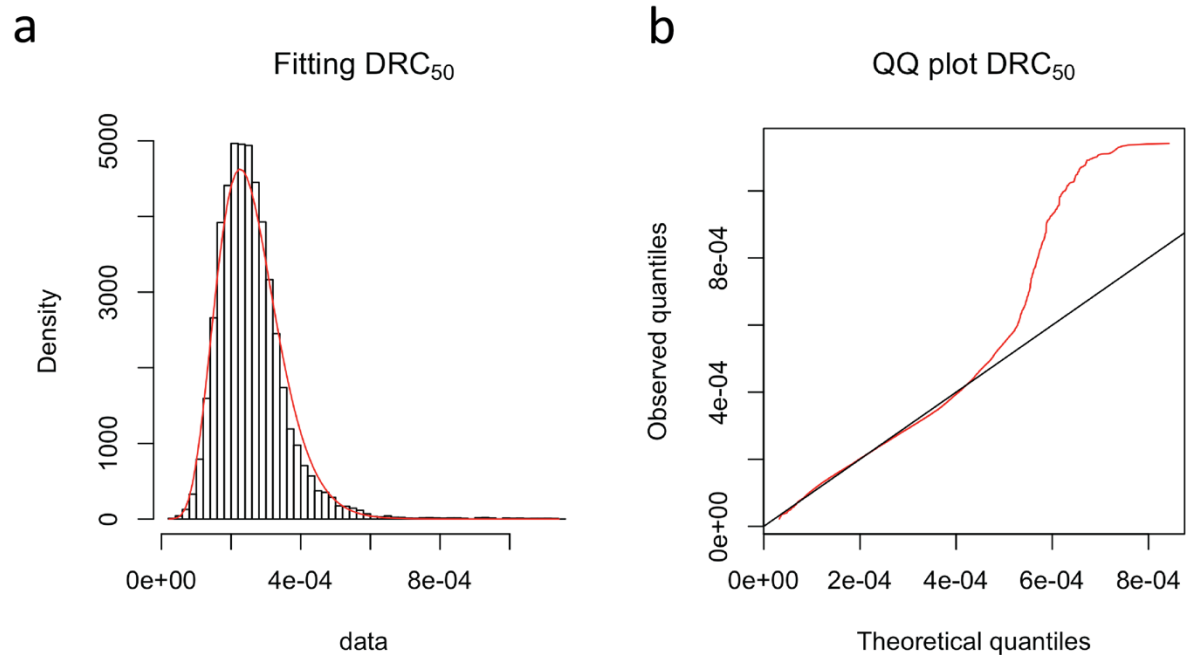 a
Fitting DRC₅₀
Density
5000
3000
1000
0
0e+00 4e-04 8e-04
data
b
QQ plot DRC₅₀
Observed quantiles
8e-04
4e-04
0e+00
0e+00 2e-04 4e-04 6e-04 8e-04
Theoretical quantiles